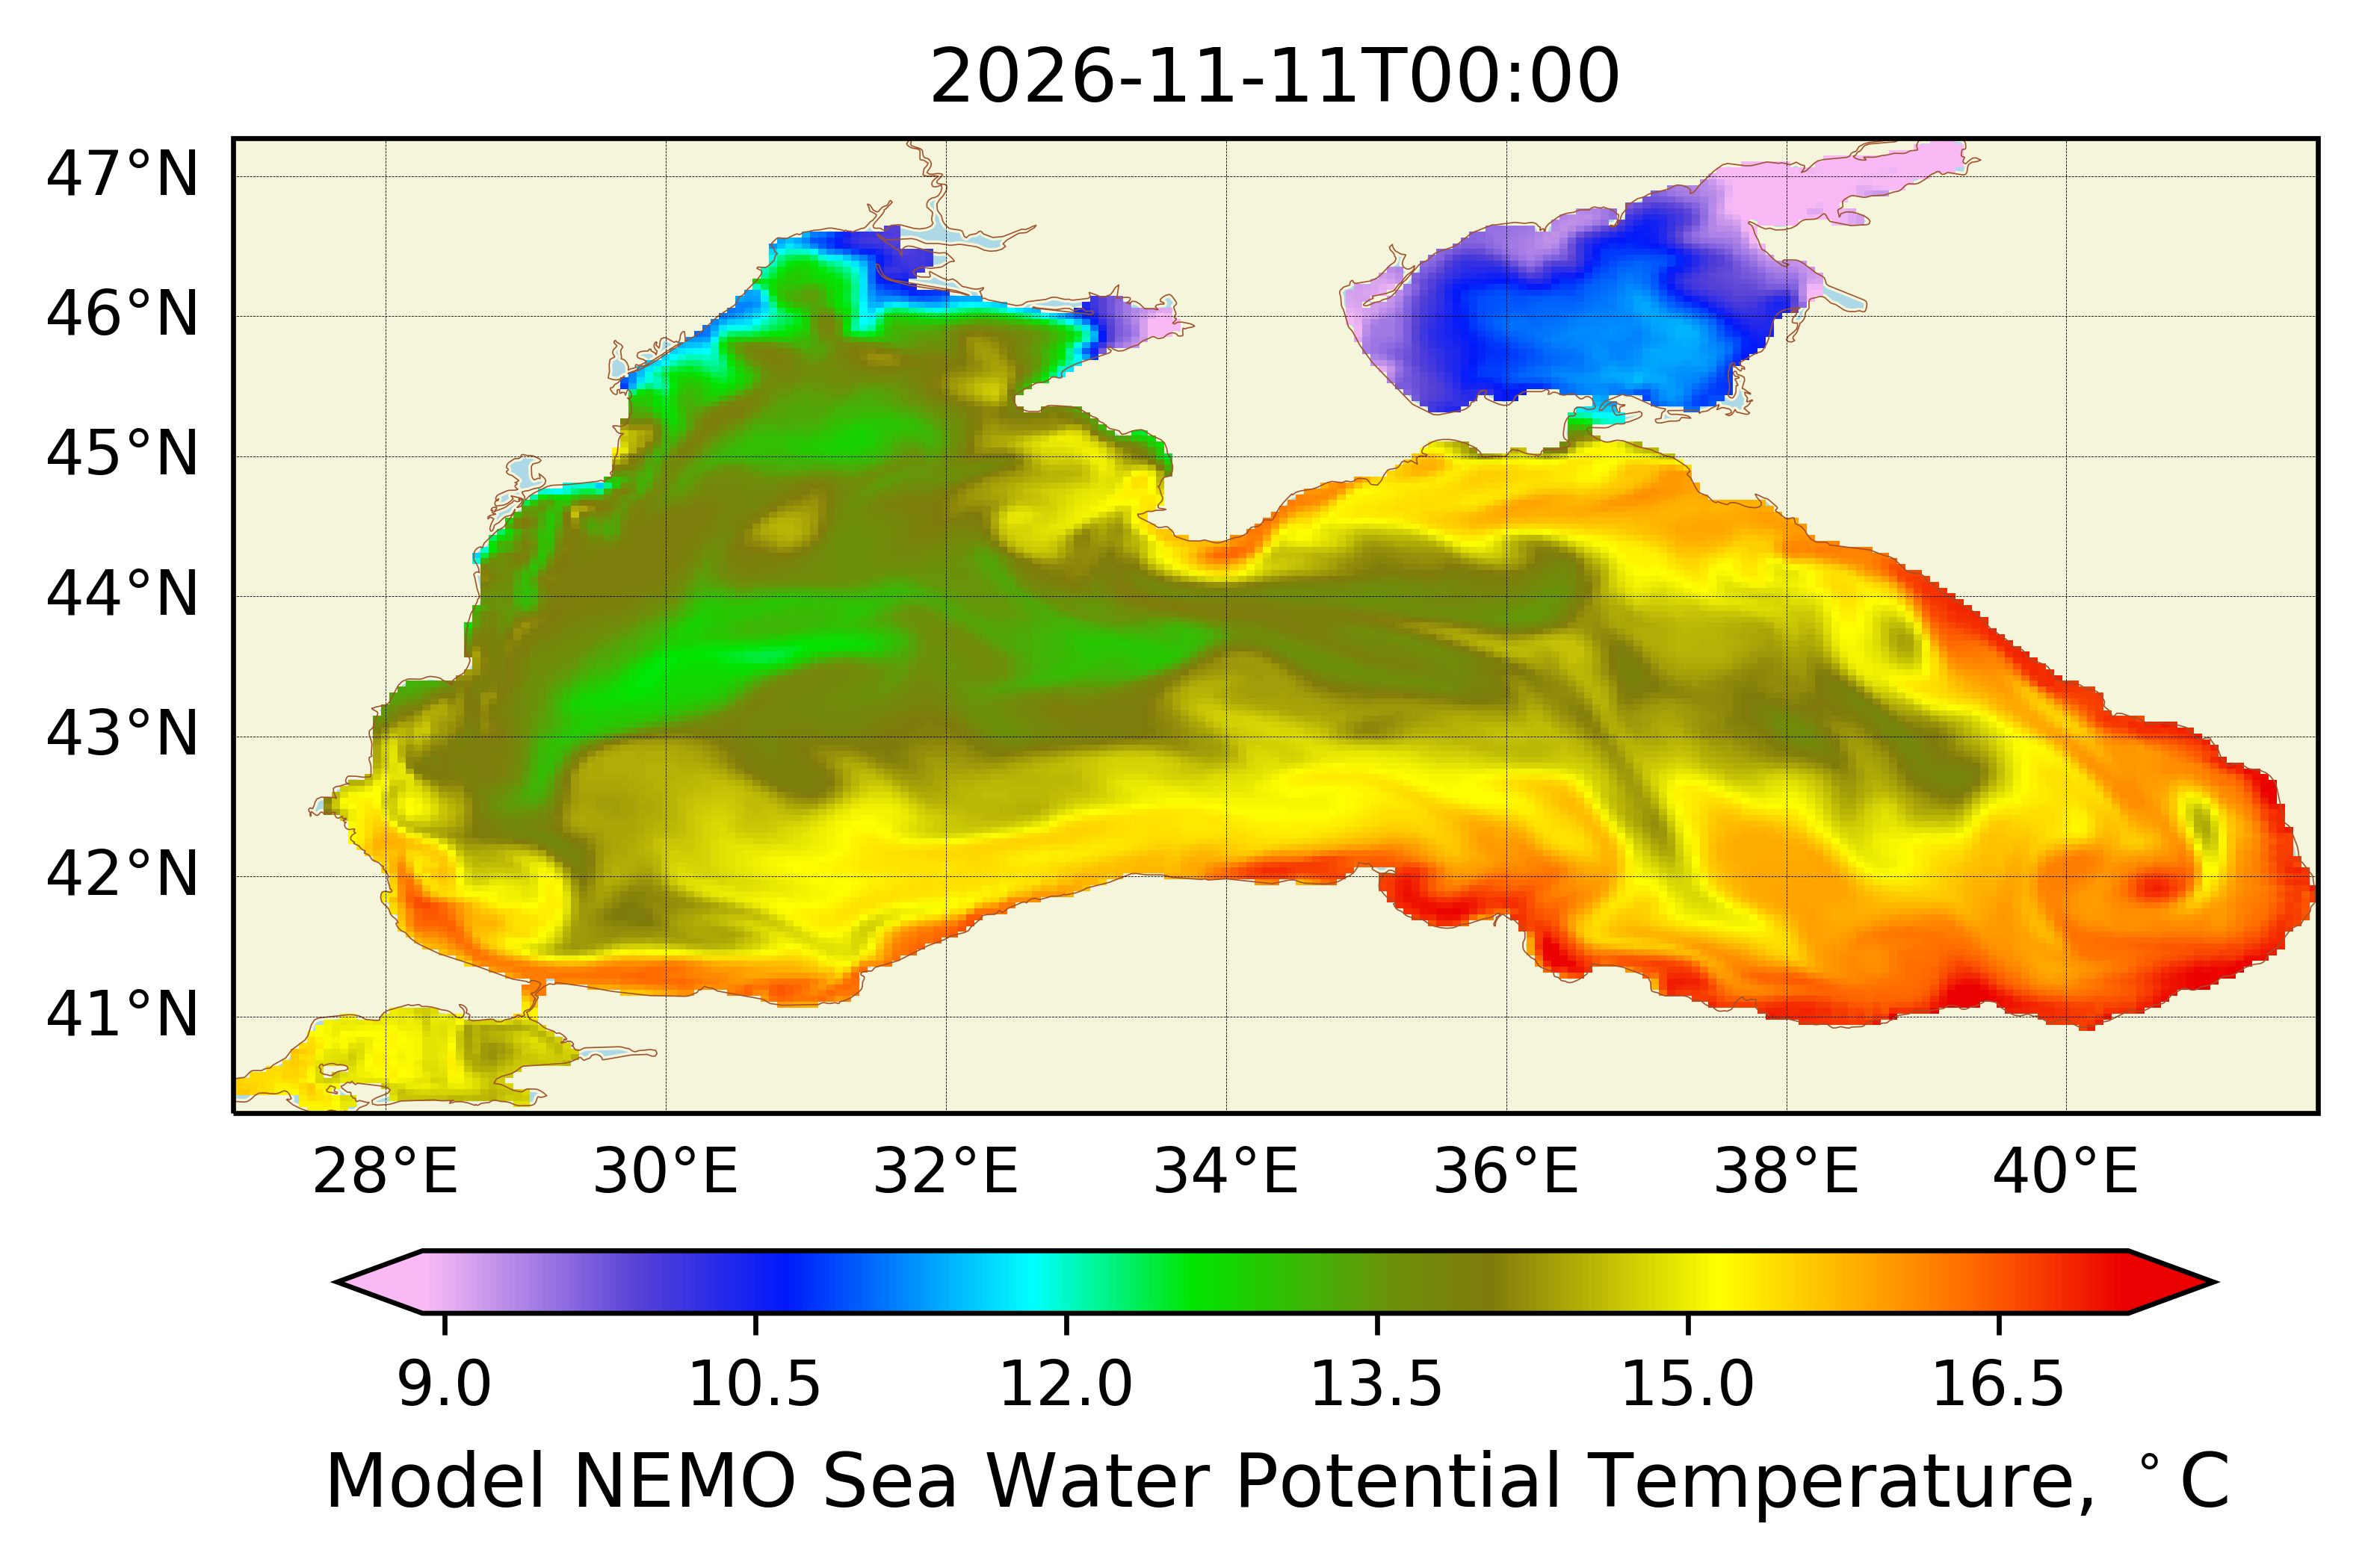 2026-11-11T00:00
47°N
46°N
45°N
44°N
43°N
42°N
41°N
28°E 30°E 32°E 34°E 36°E 38°E 40°E
9.0 10.5 12.0 13.5 15.0 16.5
Model NEMO Sea Water Potential Temperature, °C